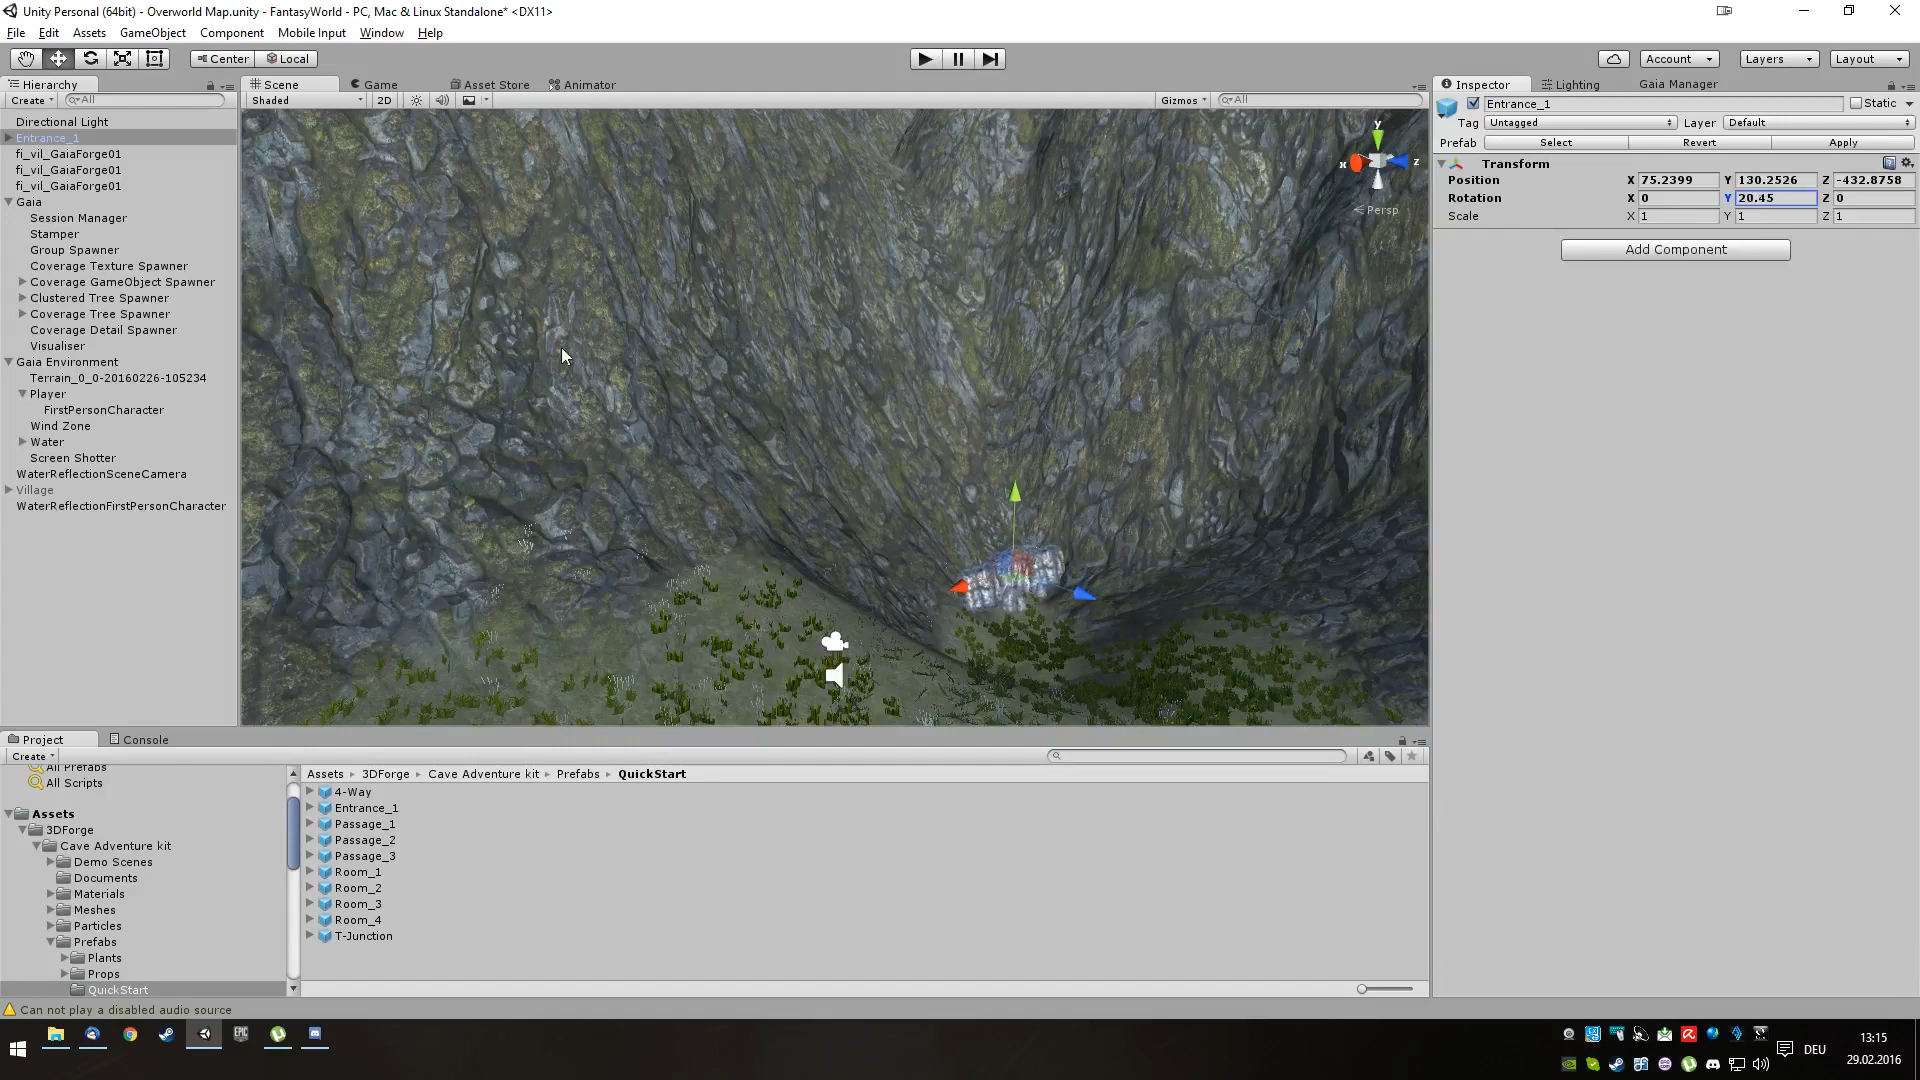 Unity Personal (64bit) - Overworld Map.unity - FantasyWorld - PC, Mac & Linux Standalone* <DX11>
File Edit Assets GameObject Component Mobile Input Window Help
Center Local Account Layers Layout
Hierarchy Scene Game Asset Store Animator Inspector Lighting Gaia Manager
Create All Shaded 2D Gizmos All Entrance_1 Static
Tag Untagged Layer Default
Prefab Select Revert Apply
Transform
Position X 75.2399 Y 130.2526 Z -432.8758
Rotation X 0 Y 20.45 Z 0
Scale X 1 Y 1 Z 1
Add Component
y
x z
Persp
Directional Light
Entrance_1
fi_vil_GaiaForge01
fi_vil_GaiaForge01
fi_vil_GaiaForge01
Gaia
Session Manager
Stamper
Group Spawner
Coverage Texture Spawner
Coverage GameObject Spawner
Clustered Tree Spawner
Coverage Tree Spawner
Coverage Detail Spawner
Visualiser
Gaia Environment
Terrain_0_0-20160226-105234
Player
FirstPersonCharacter
Wind Zone
Water
Screen Shotter
WaterReflectionSceneCamera
Village
WaterReflectionFirstPersonCharacter
Project Console
Create
All Prefabs
All Scripts
Assets
3DForge
Cave Adventure kit
Demo Scenes
Documents
Materials
Meshes
Particles
Prefabs
Plants
Props
QuickStart
Assets 3DForge Cave Adventure kit Prefabs QuickStart
4-Way
Entrance_1
Passage_1
Passage_2
Passage_3
Room_1
Room_2
Room_3
Room_4
T-Junction
Can not play a disabled audio source
EPIC
DEU
13:15
29.02.2016